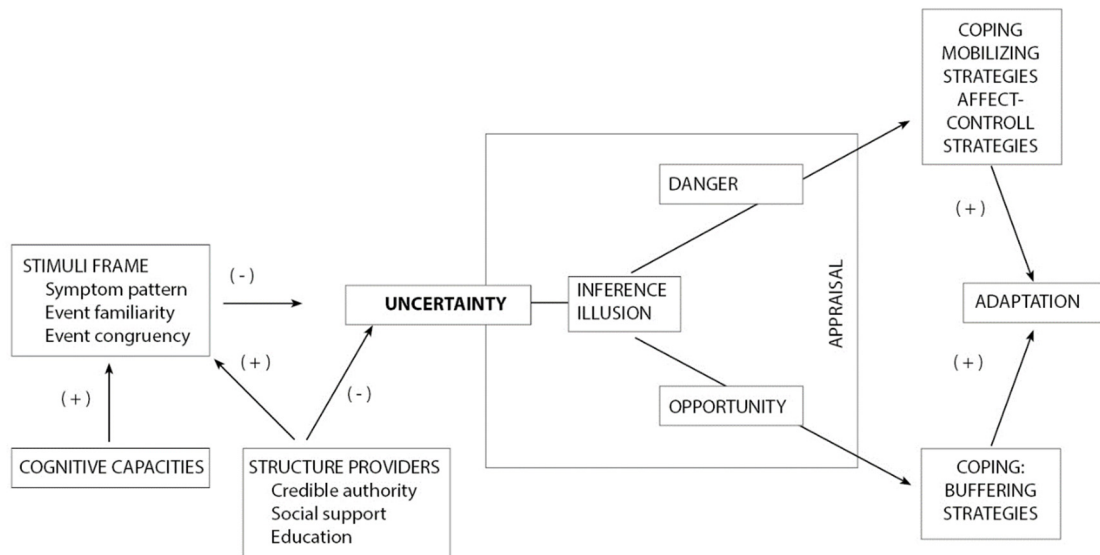 COPING
MOBILIZING
STRATEGIES
AFFECT-
CONTROLL
STRATEGIES
DANGER
(+)
STIMULI FRAME
Symptom pattern
Event familiarity
Event congruency
(-)
UNCERTAINTY
INFERENCE
ILLUSION
APPRAISAL
ADAPTATION
(+)
(+)
(-)
(+)
OPPORTUNITY
COGNITIVE CAPACITIES
STRUCTURE PROVIDERS
Credible authority
Social support
Education
COPING:
BUFFERING
STRATEGIES